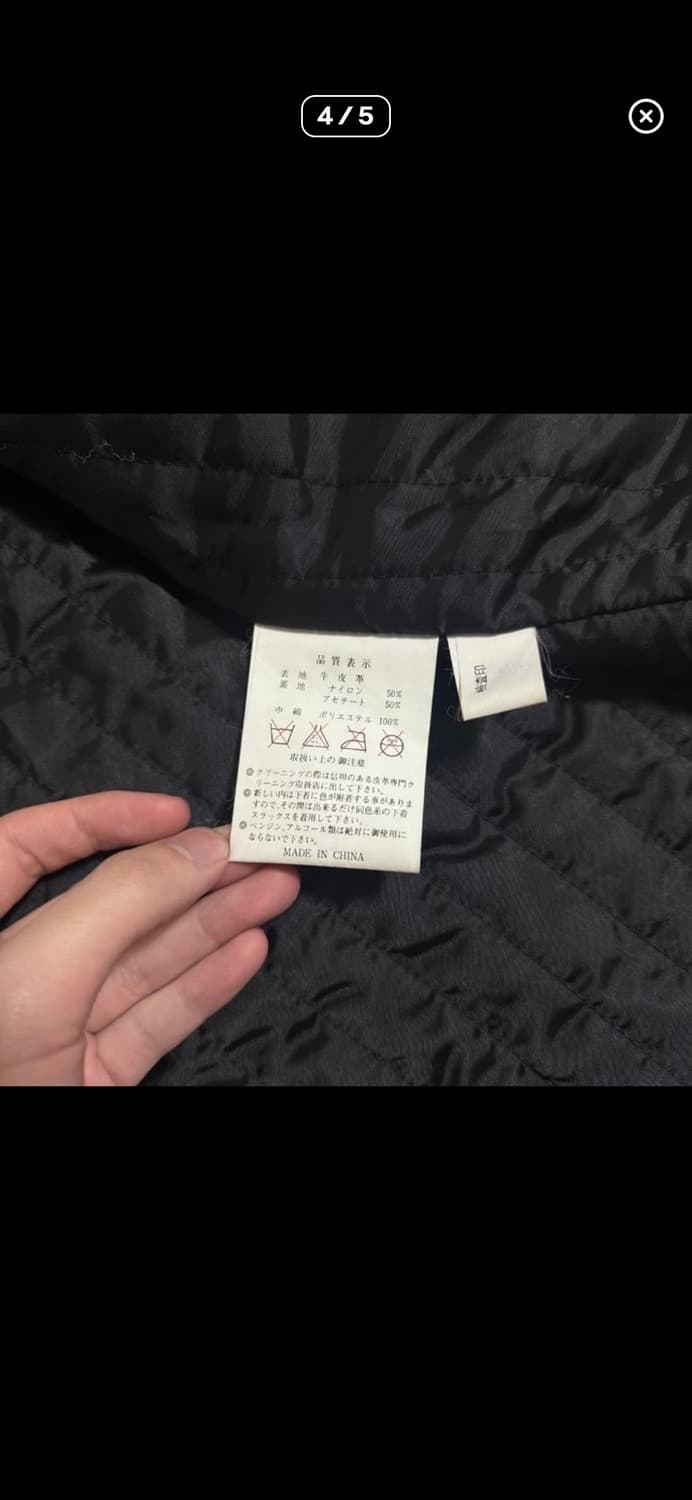 4/5
品質表示
表地 牛皮革
裏地 ナイロン 50%
アセテート 50%
中綿 ポリエステル 100%
取扱い上の御注意
◎クリーニングの際は信用のある皮革専門ク
リーニング取扱店に出して下さい。
◎新しい内は下着に色が附着する事がありま
すので、その間は出来るだけ同色系の下着
スラックスを着用して下さい。
◎ベンジン、アルコール類は絶対に御使用に
ならないで下さい。
MADE IN CHINA
検査印